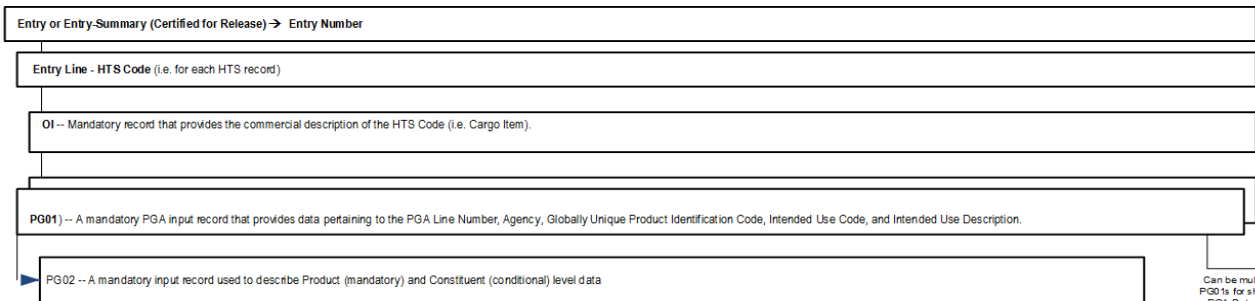 Entry or Entry-Summary (Certified for Release) → Entry Number
Entry Line - HTS Code (i.e. for each HTS record)
OI -- Mandatory record that provides the commercial description of the HTS Code (i.e. Cargo Item).
PG01) -- A mandatory PGA input record that provides data pertaining to the PGA Line Number, Agency, Globally Unique Product Identification Code, Intended Use Code, and Intended Use Description.
PG02 -- A mandatory input record used to describe Product (mandatory) and Constituent (conditional) level data
Can be mul
PG01s for s